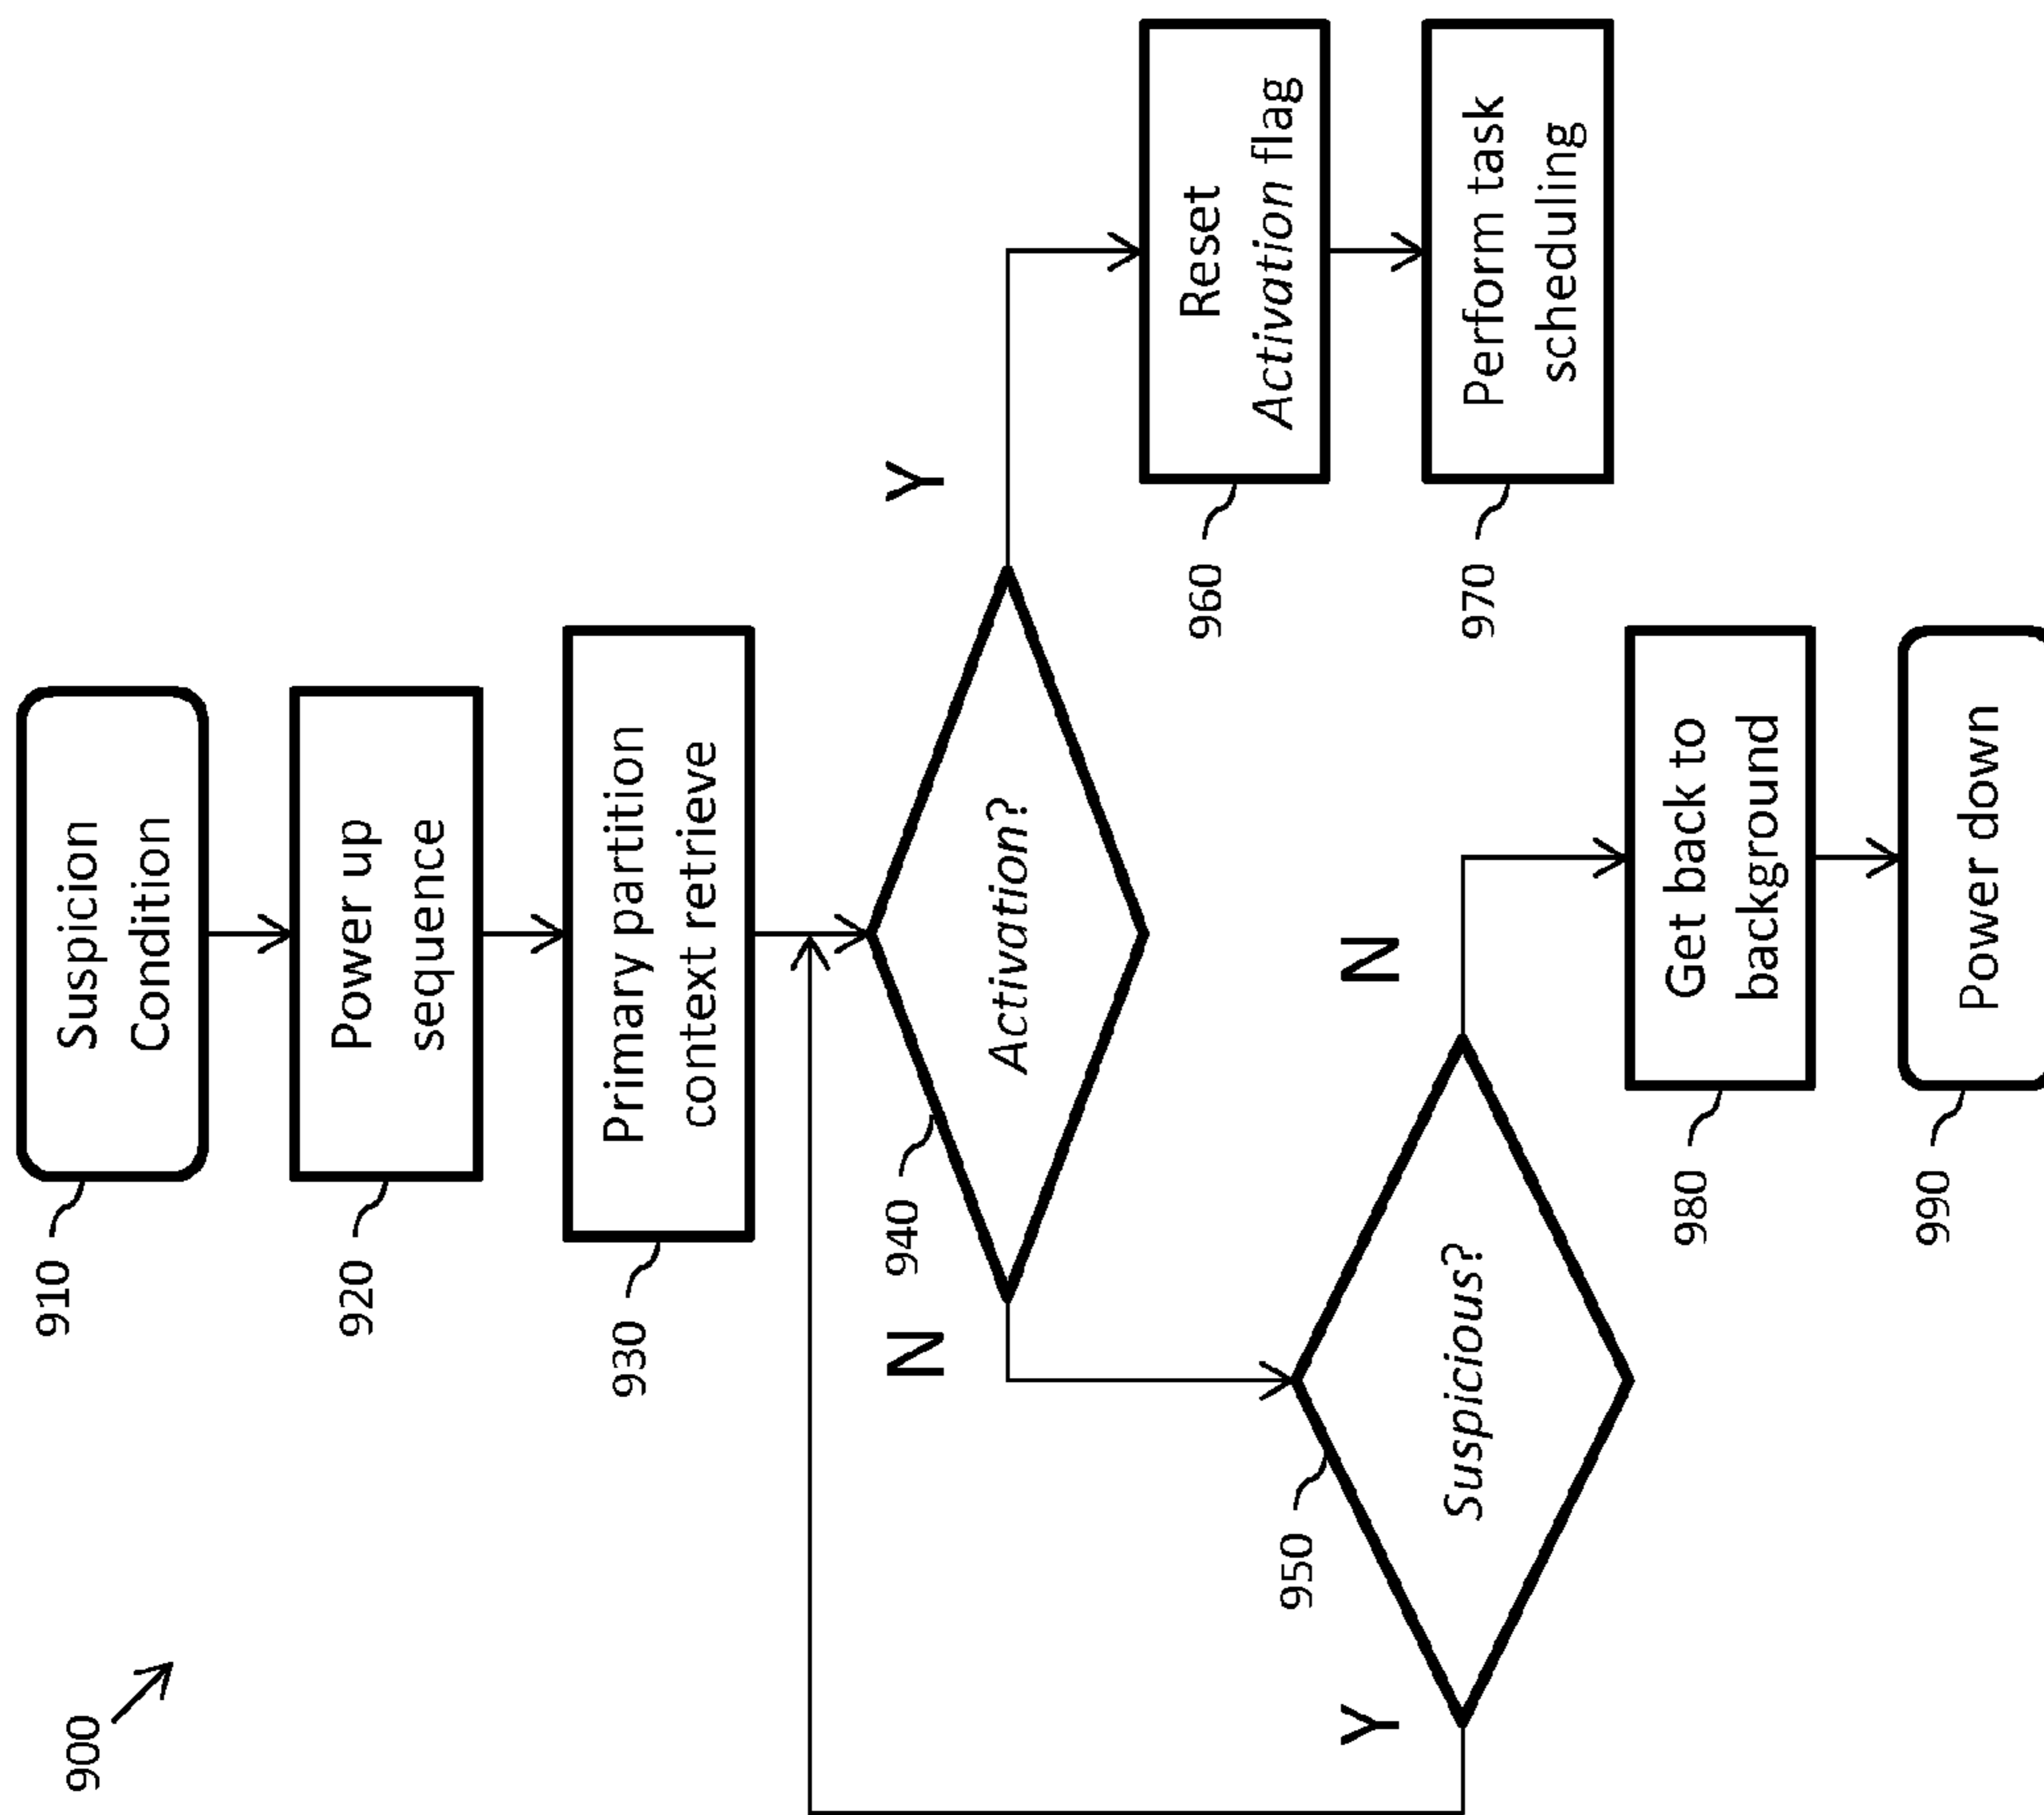 900
910
Suspicion
Condition
920
Power up
sequence
930
Primary partition
context retrieve
940
Activation?
N
Y
960
Reset
Activation flag
970
Perform task
scheduling
950
Suspicious?
Y
N
980
Get back to
background
990
Power down